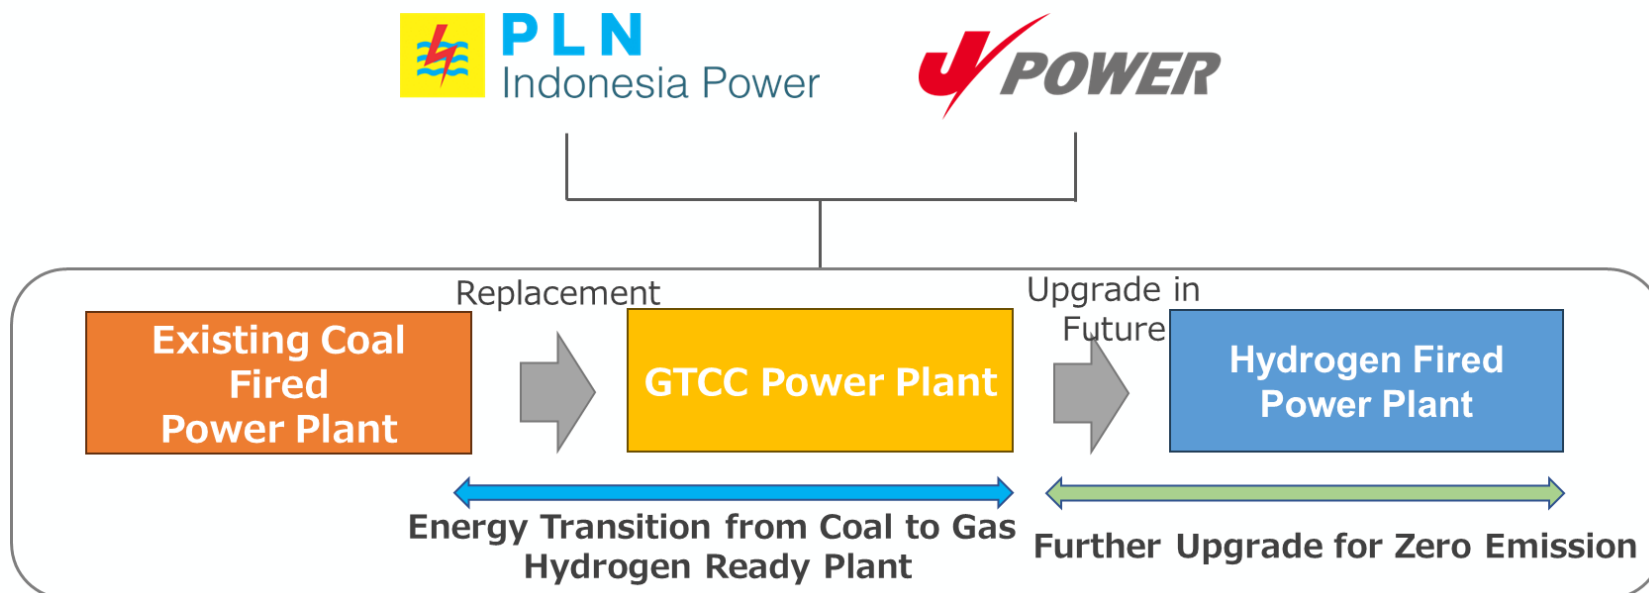 PLN
Indonesia Power
J POWER
Replacement
Upgrade in
Future
Existing Coal
Fired
Power Plant
GTCC Power Plant
Hydrogen Fired
Power Plant
Energy Transition from Coal to Gas
Hydrogen Ready Plant
Further Upgrade for Zero Emission